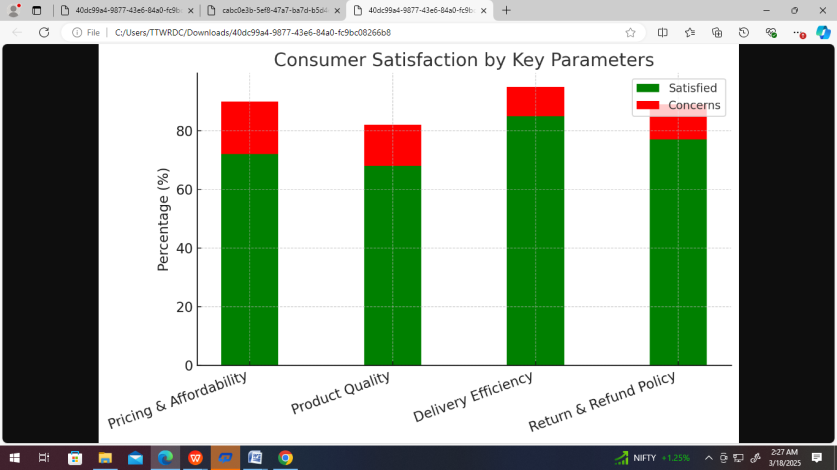 40dc99a4-9877-43e6-84a0-fc9b
cabc0e3b-5ef8-47a7-ba7d-b5d4
40dc99a4-9877-43e6-84a0-fc9b
File
C:/Users/TTWRDC/Downloads/40dc99a4-9877-43e6-84a0-fc9bc08266b8
Consumer Satisfaction by Key Parameters
Satisfied
Concerns
Percentage (%)
80
60
40
20
0
Pricing & Affordability
Product Quality
Delivery Efficiency
Return & Refund Policy
NIFTY +1.25%
2:27 AM
3/18/2025